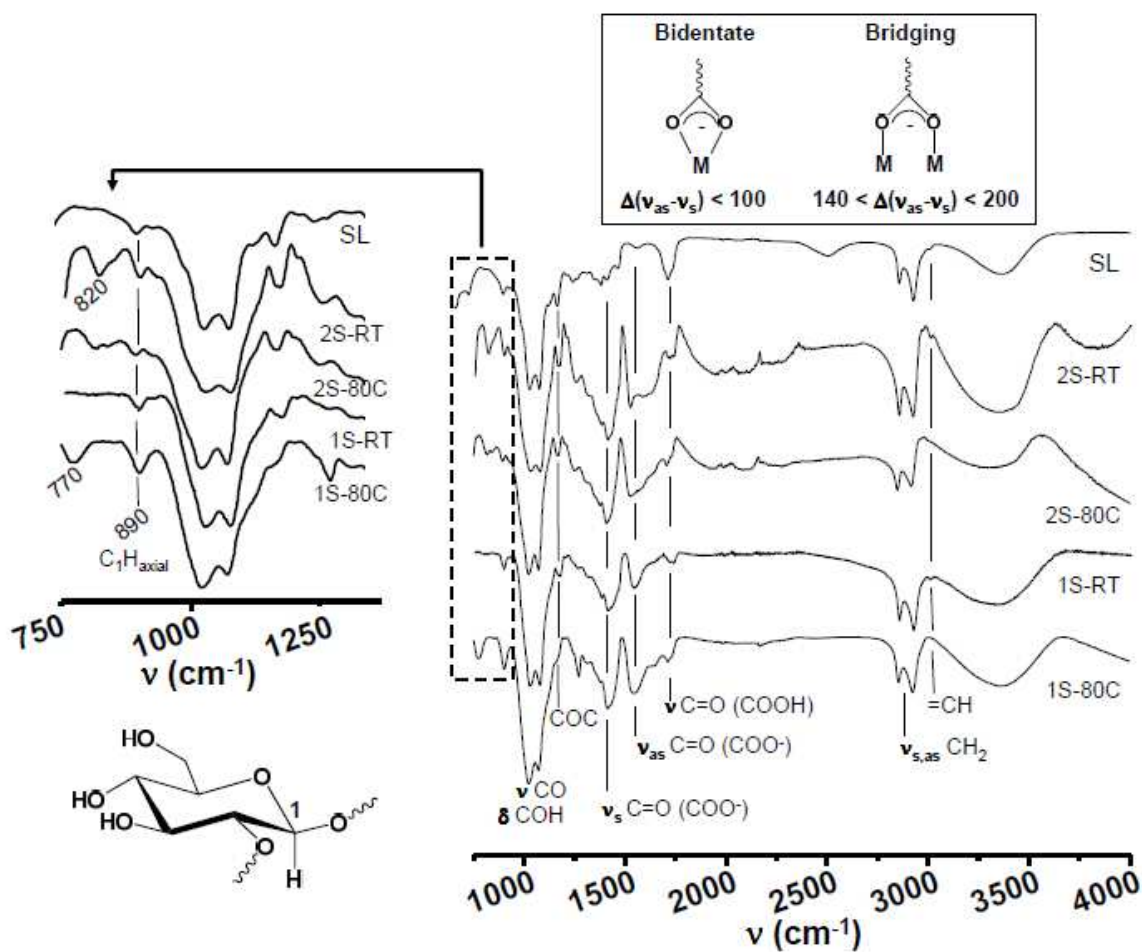 Bidentate Bridging
O - O O - O
M M M
Δ(νas-νs) < 100 140 < Δ(νas-νs) < 200
SL
820
2S-RT
2S-80C
1S-RT
770
1S-80C
890
C1Haxial
750 1000 1250
ν (cm-1)
SL
2S-RT
2S-80C
1S-RT
1S-80C
COC
ν C=O (COOH)
=CH
νas C=O (COO-)
νs,as CH2
ν CO
δ COH
νs C=O (COO-)
1000 1500 2000 2500 3000 3500 4000
ν (cm-1)
HO
O
HO
1
HO
O
O
H